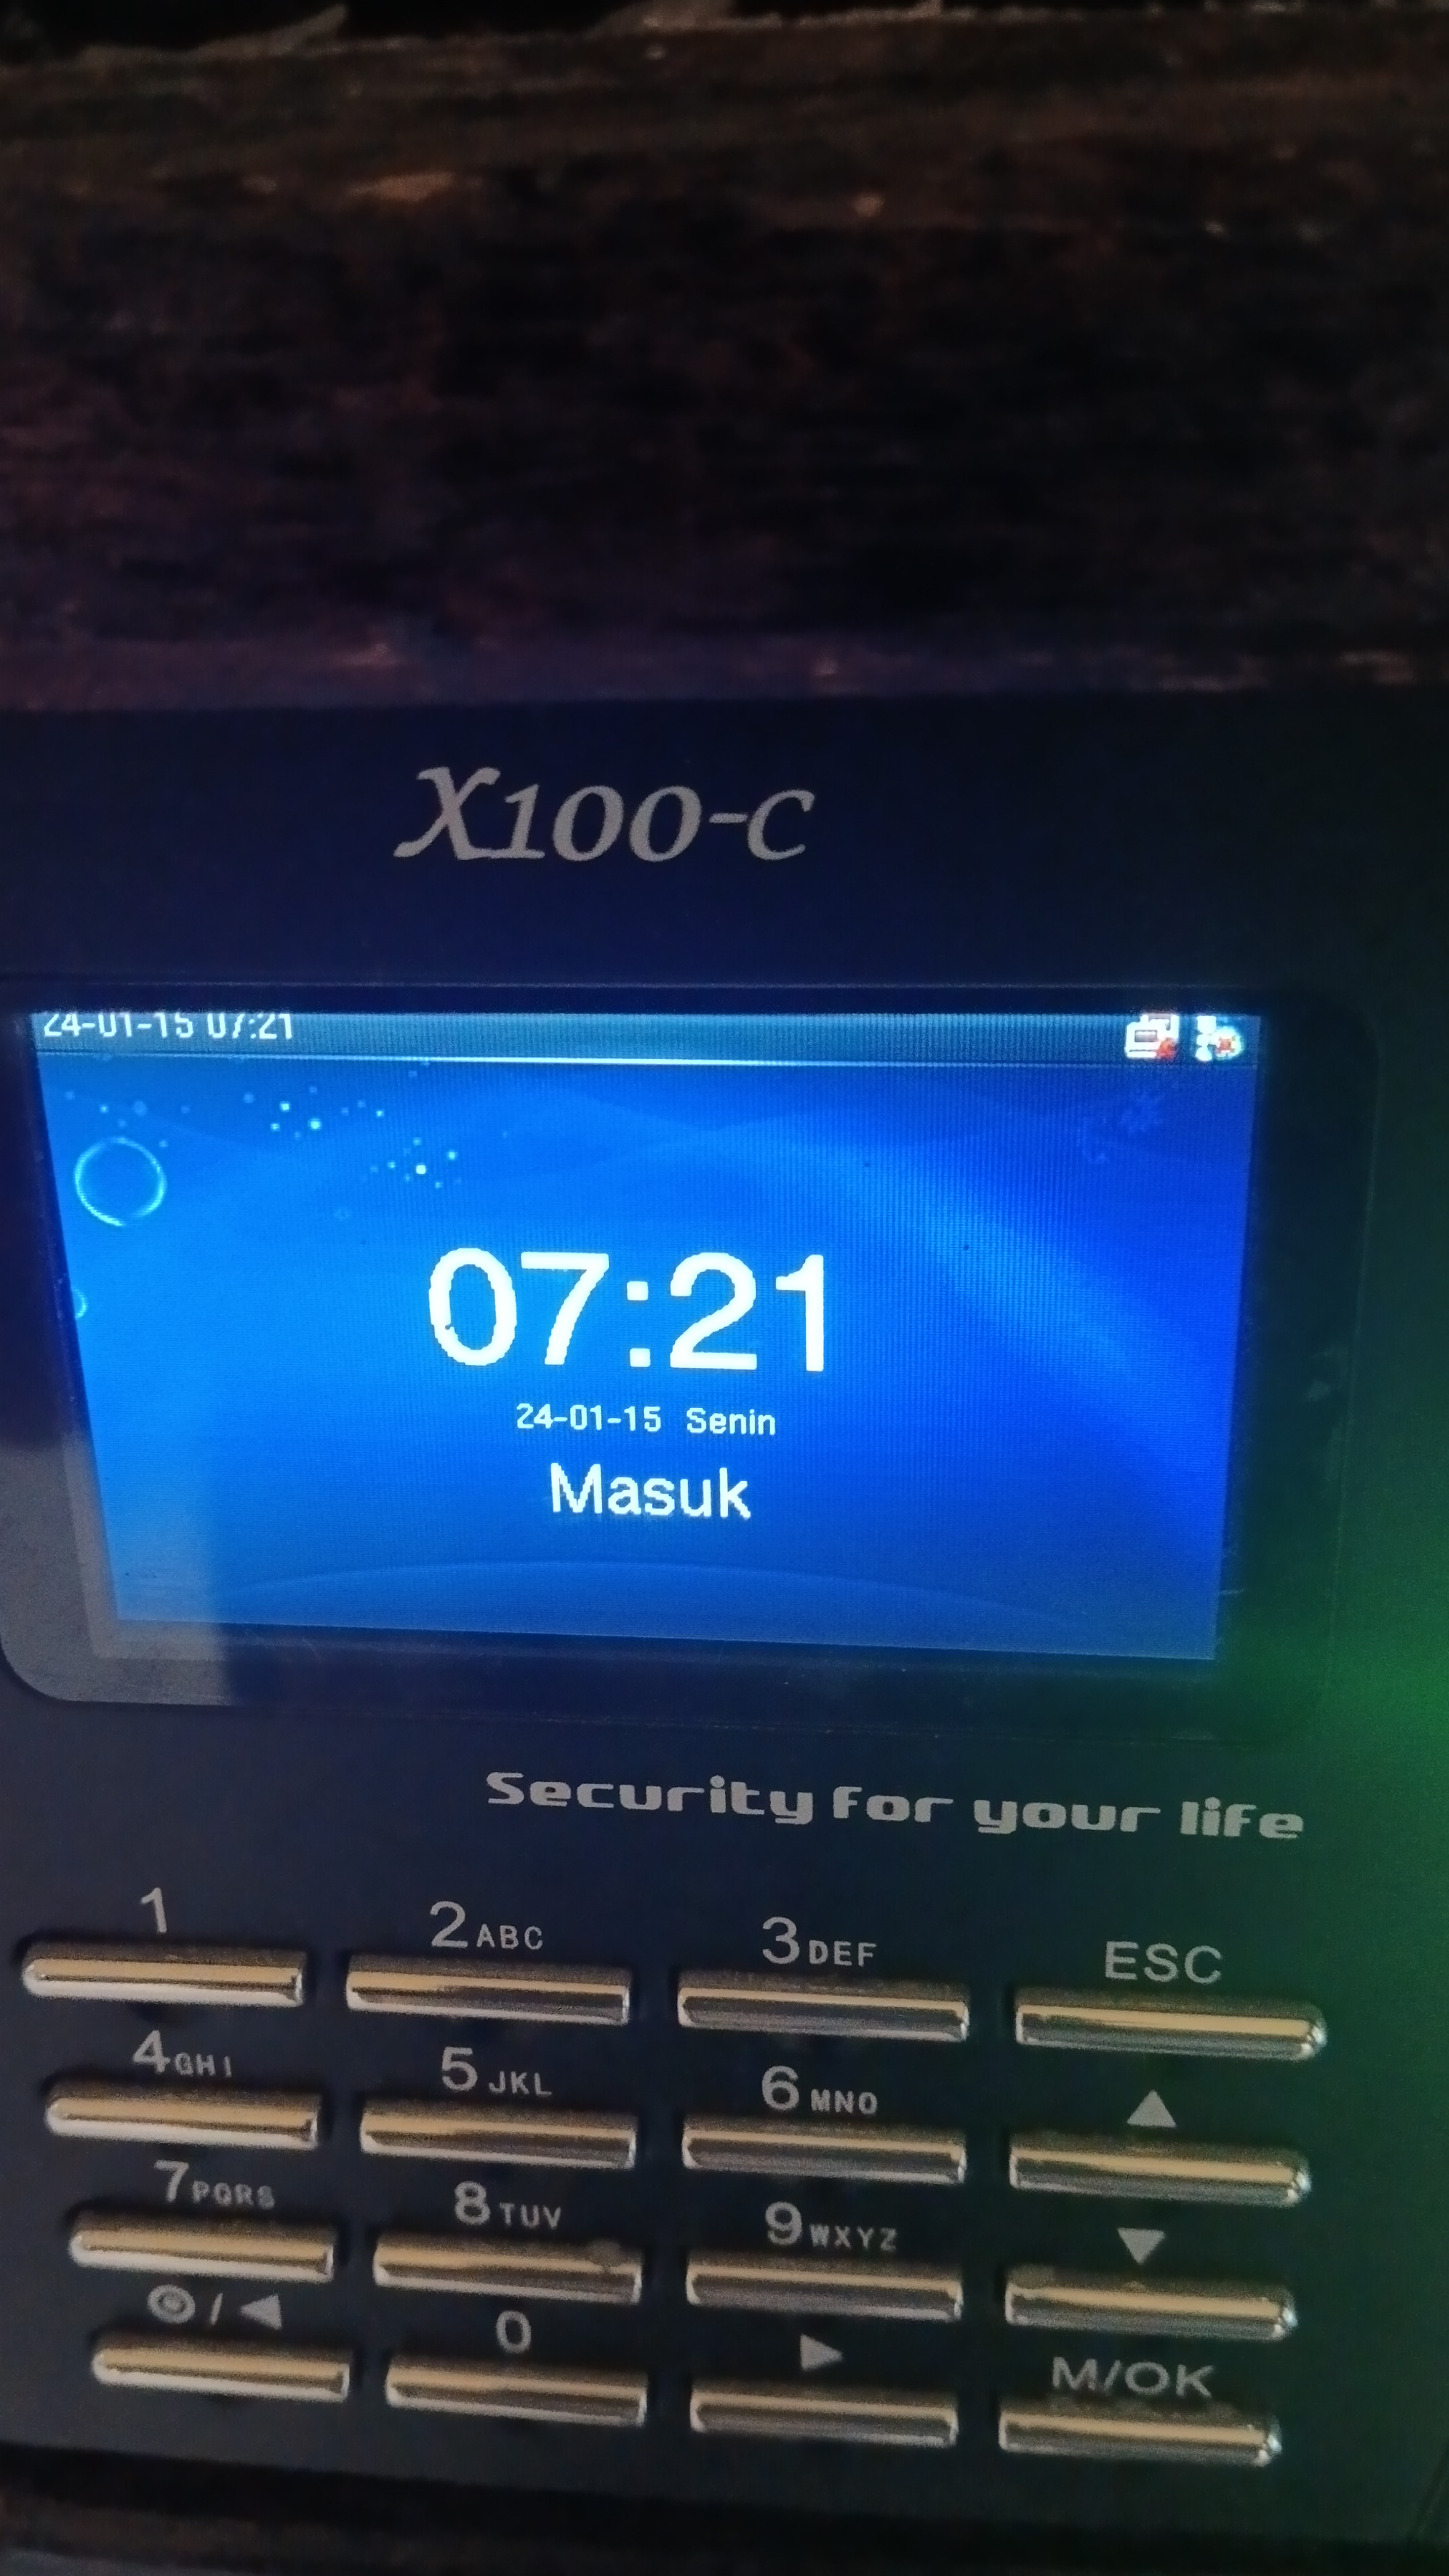 X100-C
24-01-15 07:21
07:21
24-01-15 Senin
Masuk
Security for your life
1 2ABC 3DEF ESC
4GHI 5JKL 6MNO
7PQRS 8TUV 9WXYZ
0
M/OK